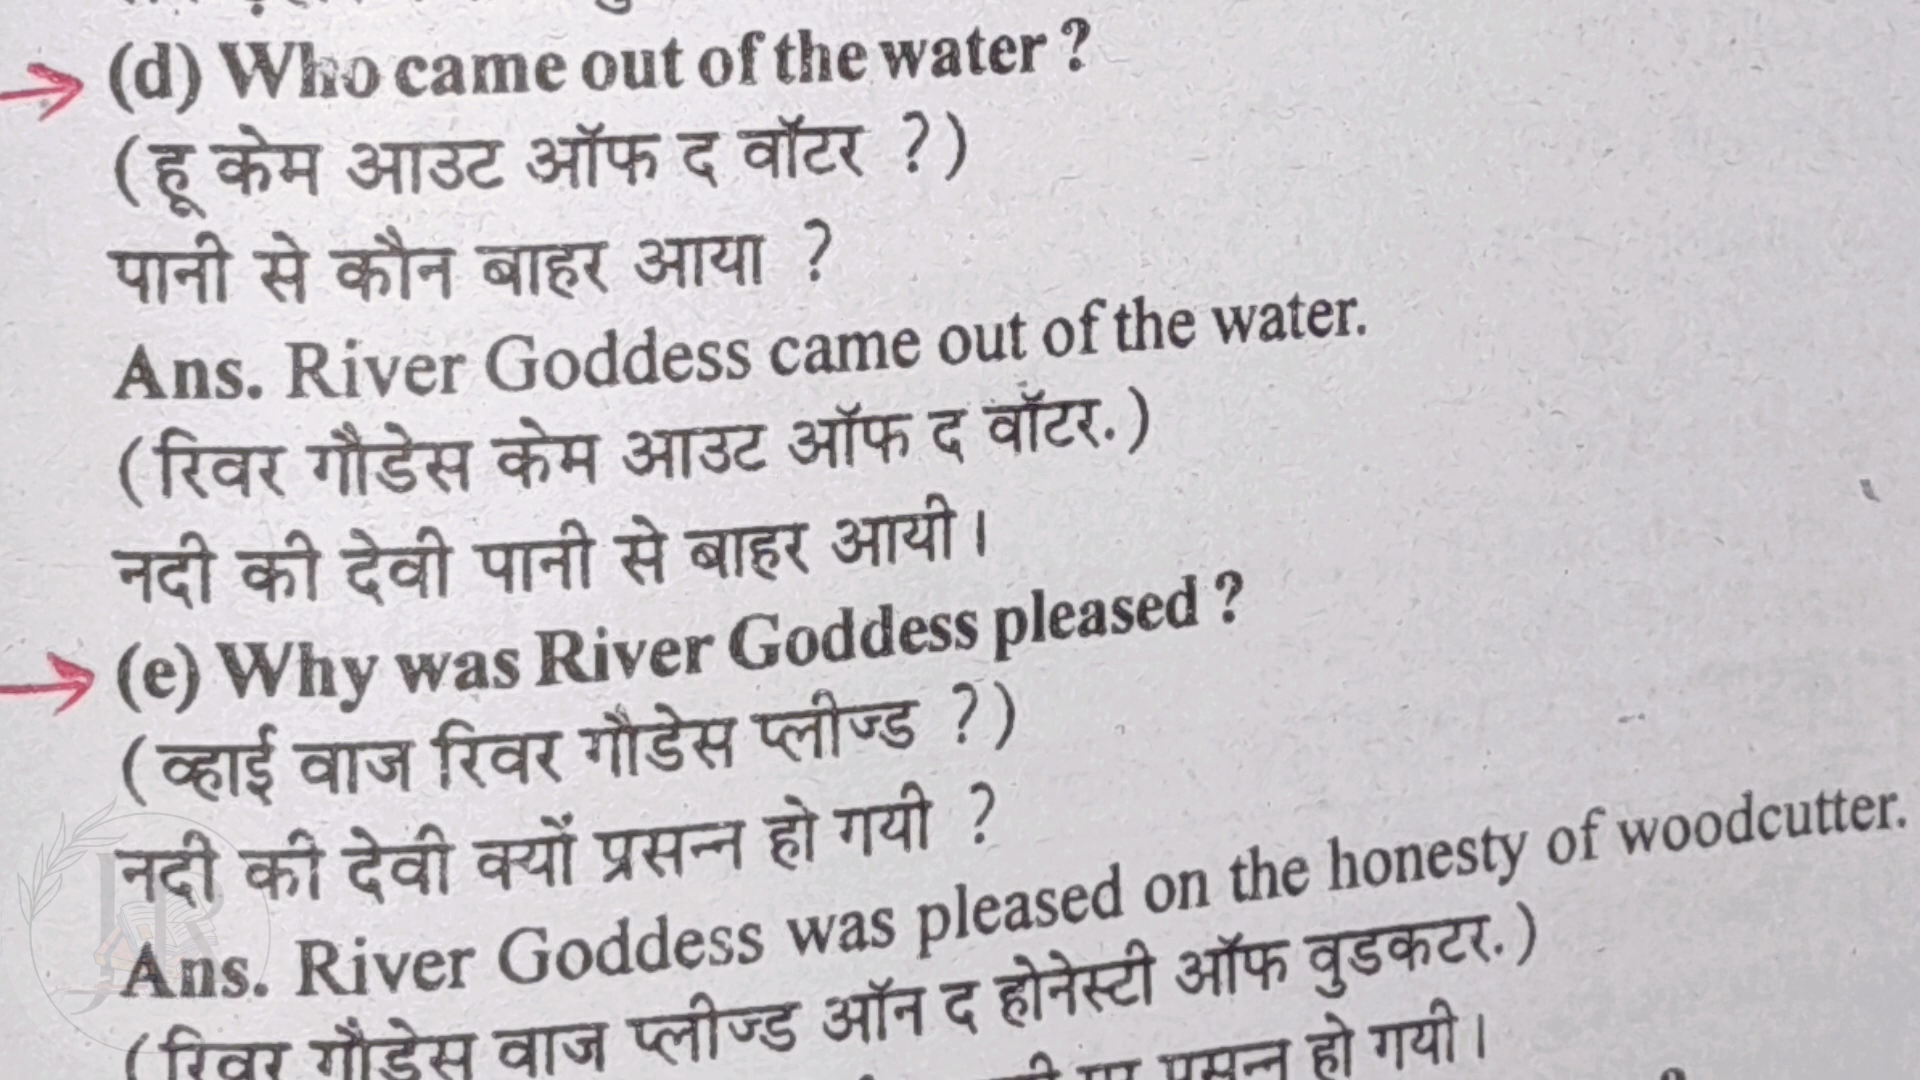 (d) Who came out of the water ?
(हू केम आउट ऑफ द वॉटर ?)
पानी से कौन बाहर आया ?
Ans. River Goddess came out of the water.
(रिवर गौडेस केम आउट ऑफ द वॉटर.)
नदी की देवी पानी से बाहर आयी।
(e) Why was River Goddess pleased ?
(व्हाई वाज रिवर गौडेस प्लीज्ड ?)
नदी की देवी क्यों प्रसन्न हो गयी ?
Ans. River Goddess was pleased on the honesty of woodcutter.
(रिवर गौडेस वाज प्लीज्ड ऑन द होनेस्टी ऑफ वुडकटर.)
पर प्रसन्न हो गयी।